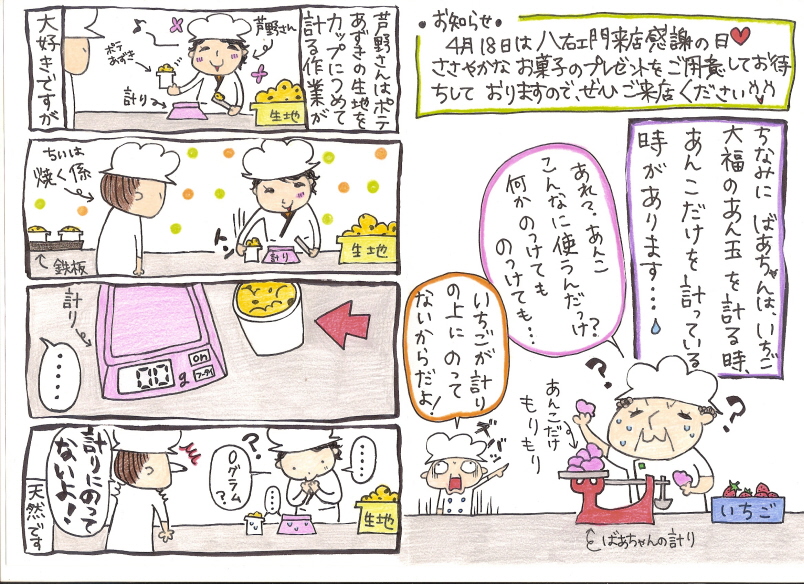 芦野さんはポテ
あずきの生地を
カップにつめて
計る作業が
大好きですが
芦野さん
ポテ
あずき
計り
生地
ちぃは
焼く係
鉄板
トン
計り
生地
計り
00g
on
フータイ
・・・・
・・・・
?
0グラム
?
・・・・
生地
計りにのって
ないよ!
天然です
•お知らせ•
4月18日は八右ェ門来店感謝の日♥
ささやかなお菓子のプレゼントをご用意してお待
ちしておりますので、ぜひご来店ください^^
ちなみに ばあちゃんは、いちご
大福のあん玉を計る時、
あんこだけを計っている
時があります…
あれ?あんこ
こんなに使うんだっけ?
何かのっけても
のっけても…
いちごが計り
の上にのって
ないからだよ!
?
?
あんこだけ
もりもり
いちご
ばあちゃんの計り